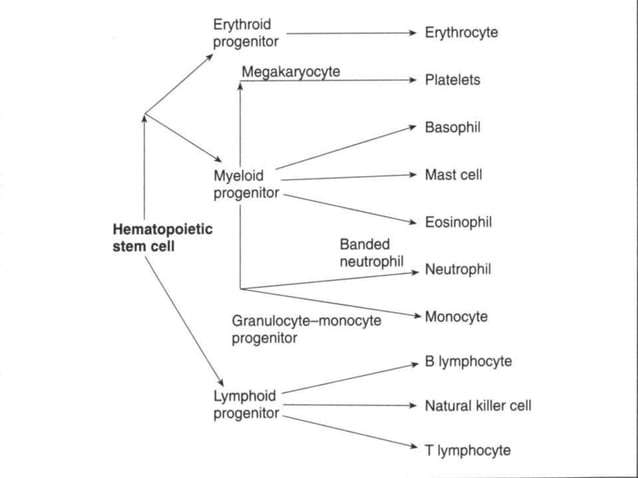 Erythroid
progenitor
Erythrocyte
Megakaryocyte
Platelets
Basophil
Myeloid
progenitor
Mast cell
Eosinophil
Hematopoietic
stem cell
Banded
neutrophil
Neutrophil
Granulocyte–monocyte
progenitor
Monocyte
B lymphocyte
Lymphoid
progenitor
Natural killer cell
T lymphocyte